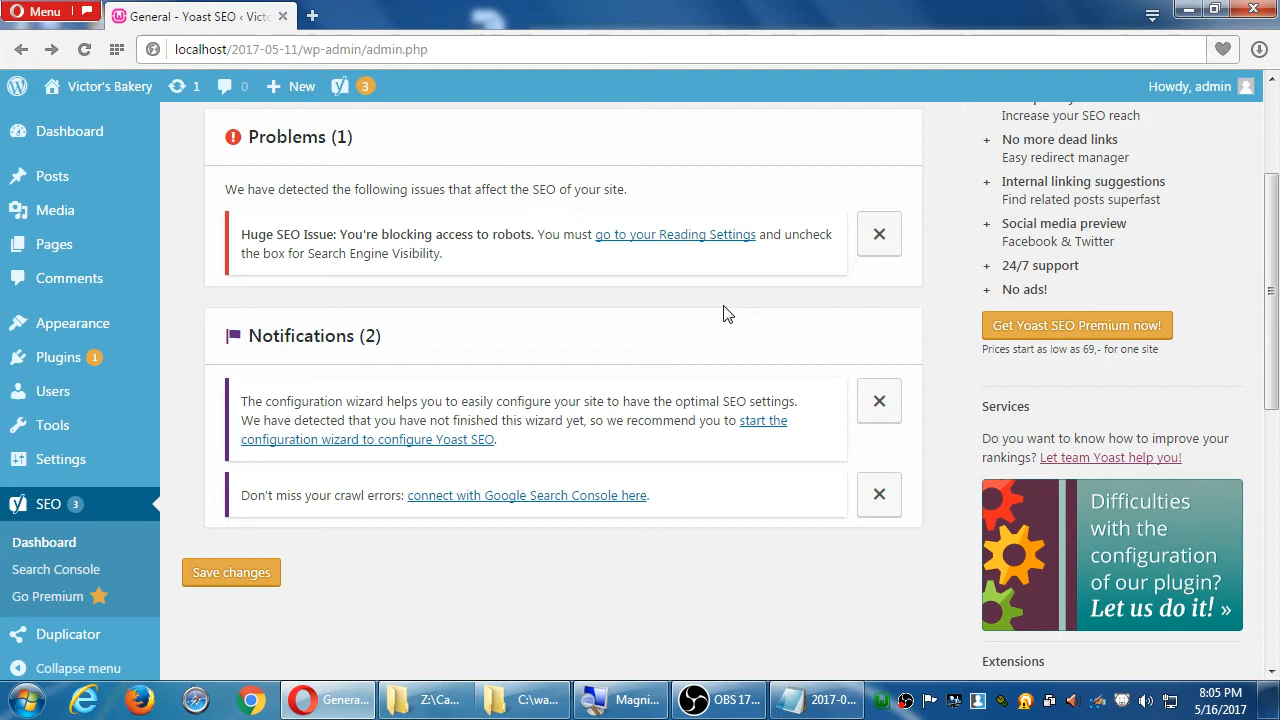 Menu
General - Yoast SEO ‹ Victo
localhost/2017-05-11/wp-admin/admin.php
Victor's Bakery
1
0
New
3
Howdy, admin
Dashboard
Posts
Media
Pages
Comments
Appearance
Plugins 1
Users
Tools
Settings
SEO 3
Dashboard
Search Console
Go Premium
Duplicator
Collapse menu
Problems (1)
We have detected the following issues that affect the SEO of your site.
Huge SEO Issue: You're blocking access to robots. You must go to your Reading Settings and uncheck
the box for Search Engine Visibility.
Notifications (2)
The configuration wizard helps you to easily configure your site to have the optimal SEO settings.
We have detected that you have not finished this wizard yet, so we recommend you to start the
configuration wizard to configure Yoast SEO.
Don't miss your crawl errors: connect with Google Search Console here.
Save changes
Increase your SEO reach
+ No more dead links
Easy redirect manager
+ Internal linking suggestions
Find related posts superfast
+ Social media preview
Facebook & Twitter
+ 24/7 support
+ No ads!
Get Yoast SEO Premium now!
Prices start as low as 69,- for one site
Services
Do you want to know how to improve your
rankings? Let team Yoast help you!
Difficulties
with the
configuration
of our plugin?
Let us do it! »
Extensions
Genera...
Z:\Ca...
C:\wa...
Magni...
OBS 17...
2017-0...
8:05 PM
5/16/2017